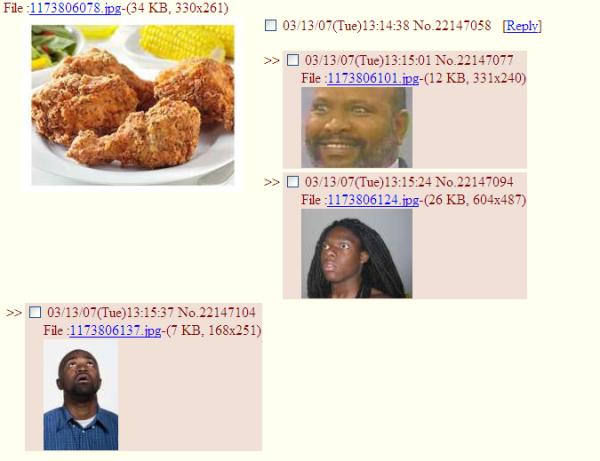 File :1173806078.jpg-(34 KB, 330x261)
03/13/07(Tue)13:14:38 No.22147058 [Reply]
>> 03/13/07(Tue)13:15:01 No.22147077
File :1173806101.jpg-(12 KB, 331x240)
>> 03/13/07(Tue)13:15:24 No.22147094
File :1173806124.jpg-(26 KB, 604x487)
>> 03/13/07(Tue)13:15:37 No.22147104
File :1173806137.jpg-(7 KB, 168x251)